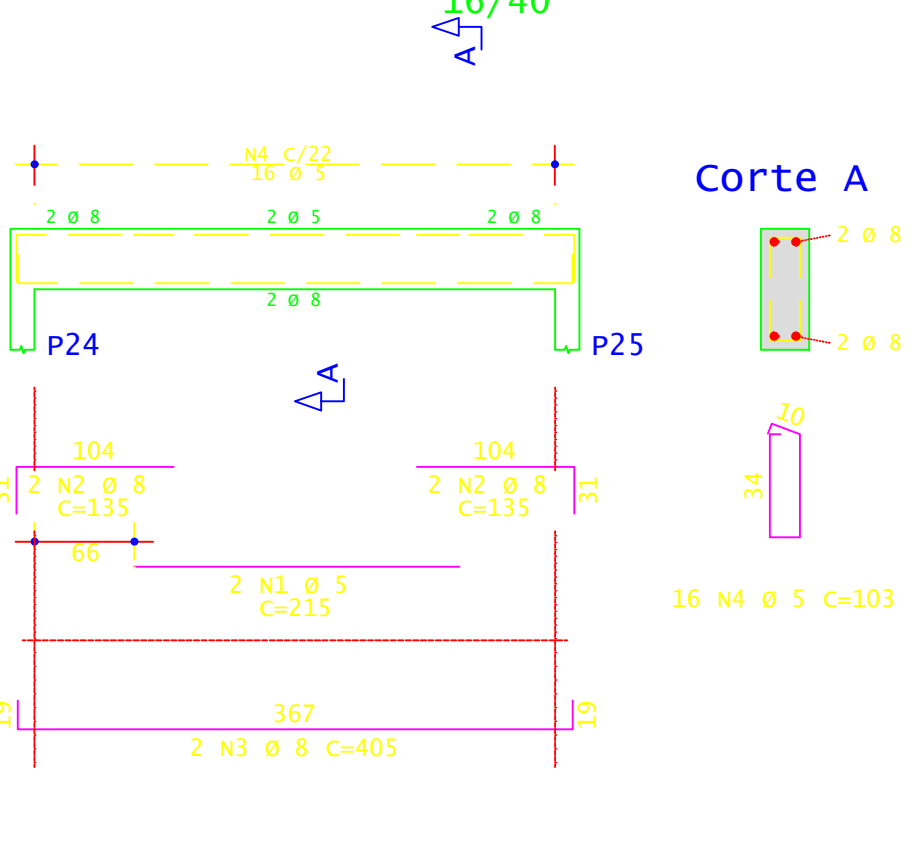 16/40
A
N4 C/22
16 Ø 5
Corte A
2 Ø 8 2 Ø 5 2 Ø 8
2 Ø 8
2 Ø 8
P24 P25
2 Ø 8
A
10
104 104
31 2 N2 Ø 8 2 N2 Ø 8 31
C=135 C=135
34
66
2 N1 Ø 5
C=215
16 N4 Ø 5 C=103
19 367 19
2 N3 Ø 8 C=405